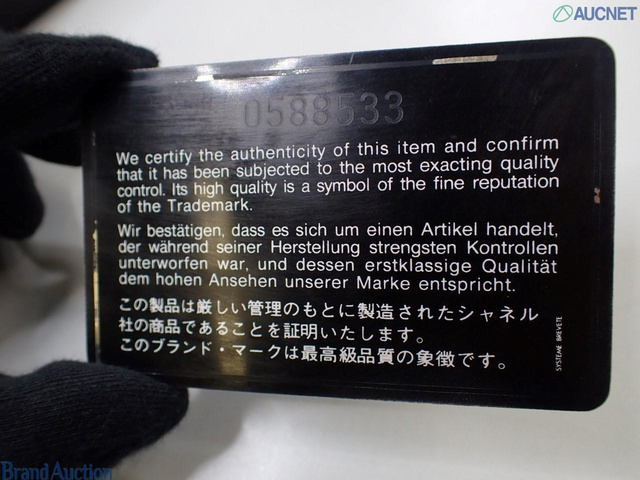 AUCNET
0588533
We certify the authenticity of this item and confirm
that it has been subjected to the most exacting quality
control. Its high quality is a symbol of the fine reputation
of the Trademark.
Wir bestätigen, dass es sich um einen Artikel handelt,
der während seiner Herstellung strengsten Kontrollen
unterworfen war, und dessen erstklassige Qualität
dem hohen Ansehen unserer Marke entspricht.
この製品は厳しい管理のもとに製造されたシャネル
社の商品であることを証明いたします。
このブランド・マークは最高級品質の象徴です。
SYSTEME BREVETE
Brand Auction